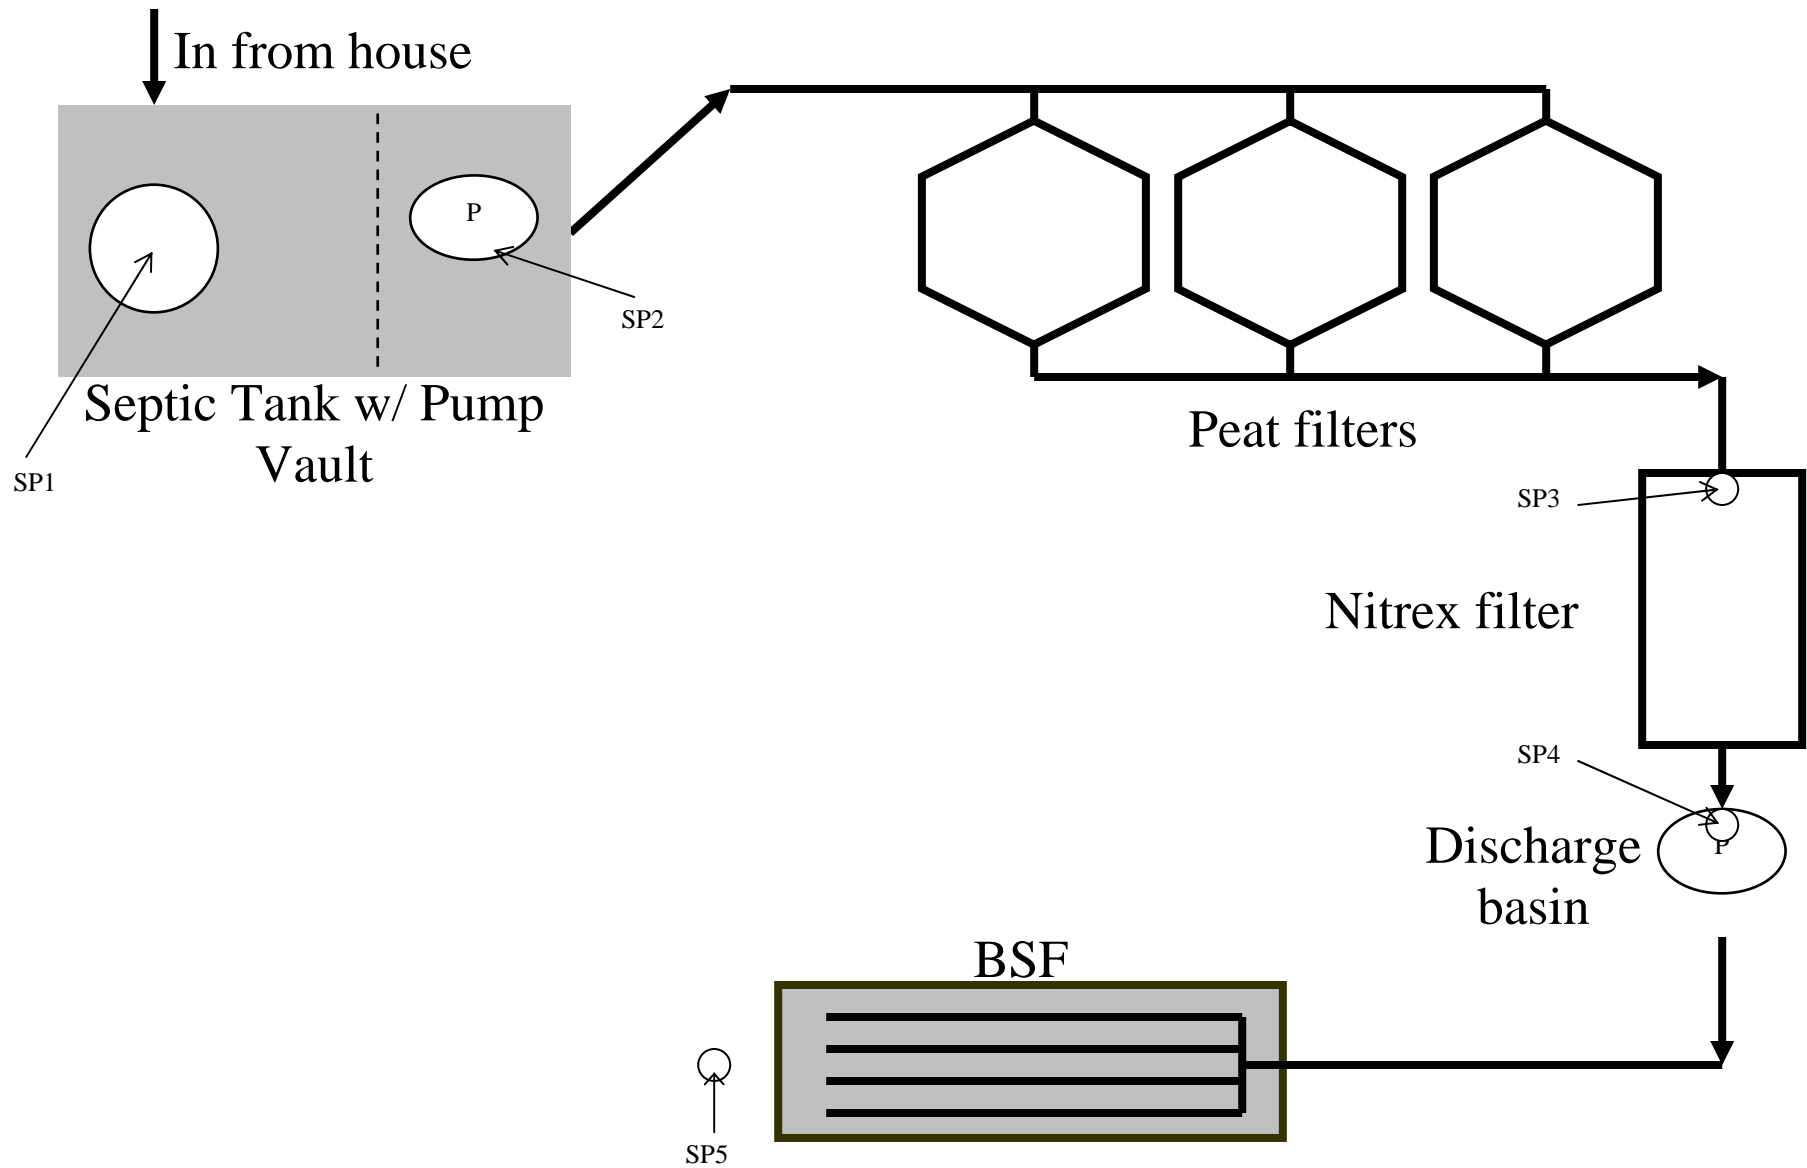 In from house
P
SP2
Septic Tank w/ Pump
Vault
SP1
Peat filters
SP3
Nitrex filter
SP4
Discharge
basin
P
BSF
SP5